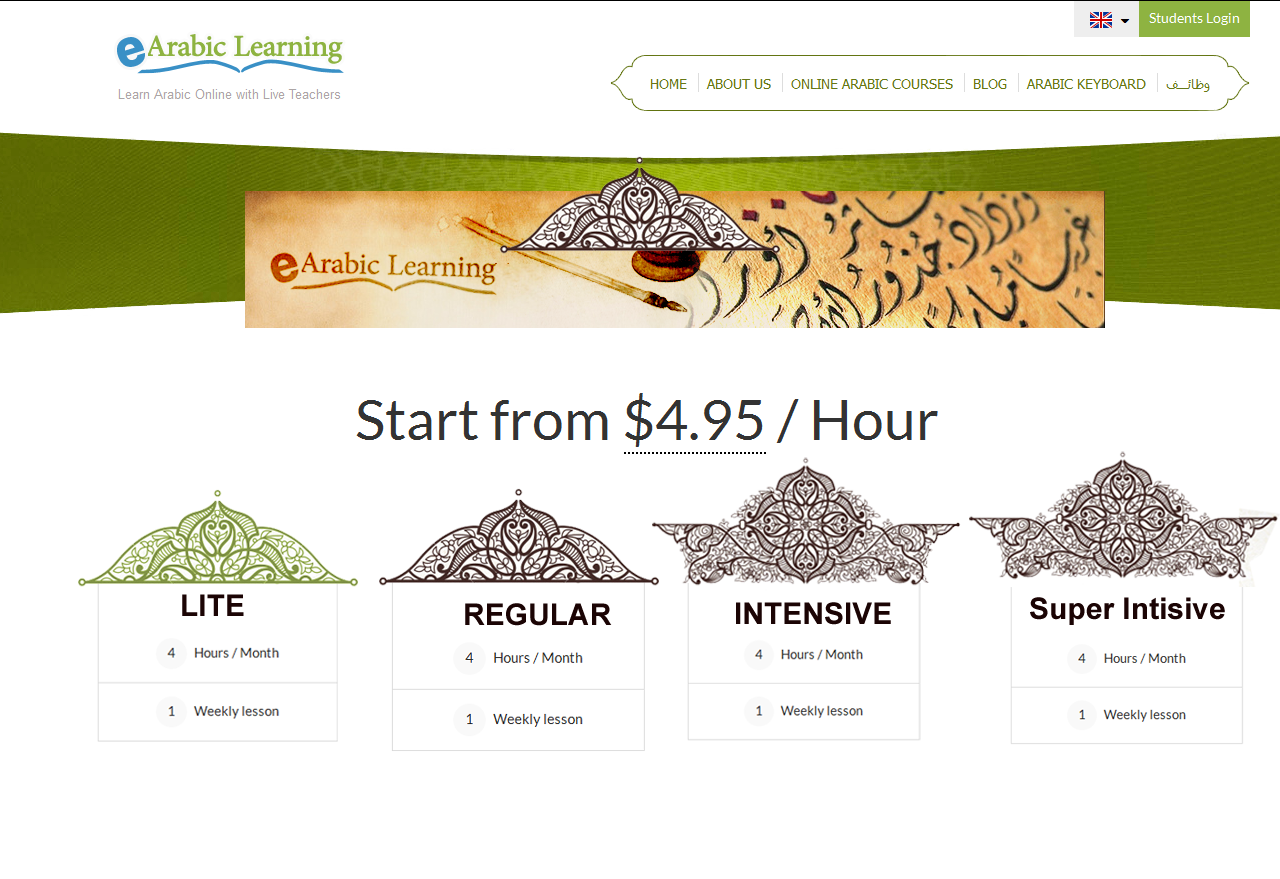 Students Login
eArabic Learning
Learn Arabic Online with Live Teachers
HOME ABOUT US ONLINE ARABIC COURSES BLOG ARABIC KEYBOARD وظائف
eArabic Learning
Start from $4.95 / Hour
LITE
4 Hours / Month
1 Weekly lesson
REGULAR
4 Hours / Month
1 Weekly lesson
INTENSIVE
4 Hours / Month
1 Weekly lesson
Super Intisive
4 Hours / Month
1 Weekly lesson